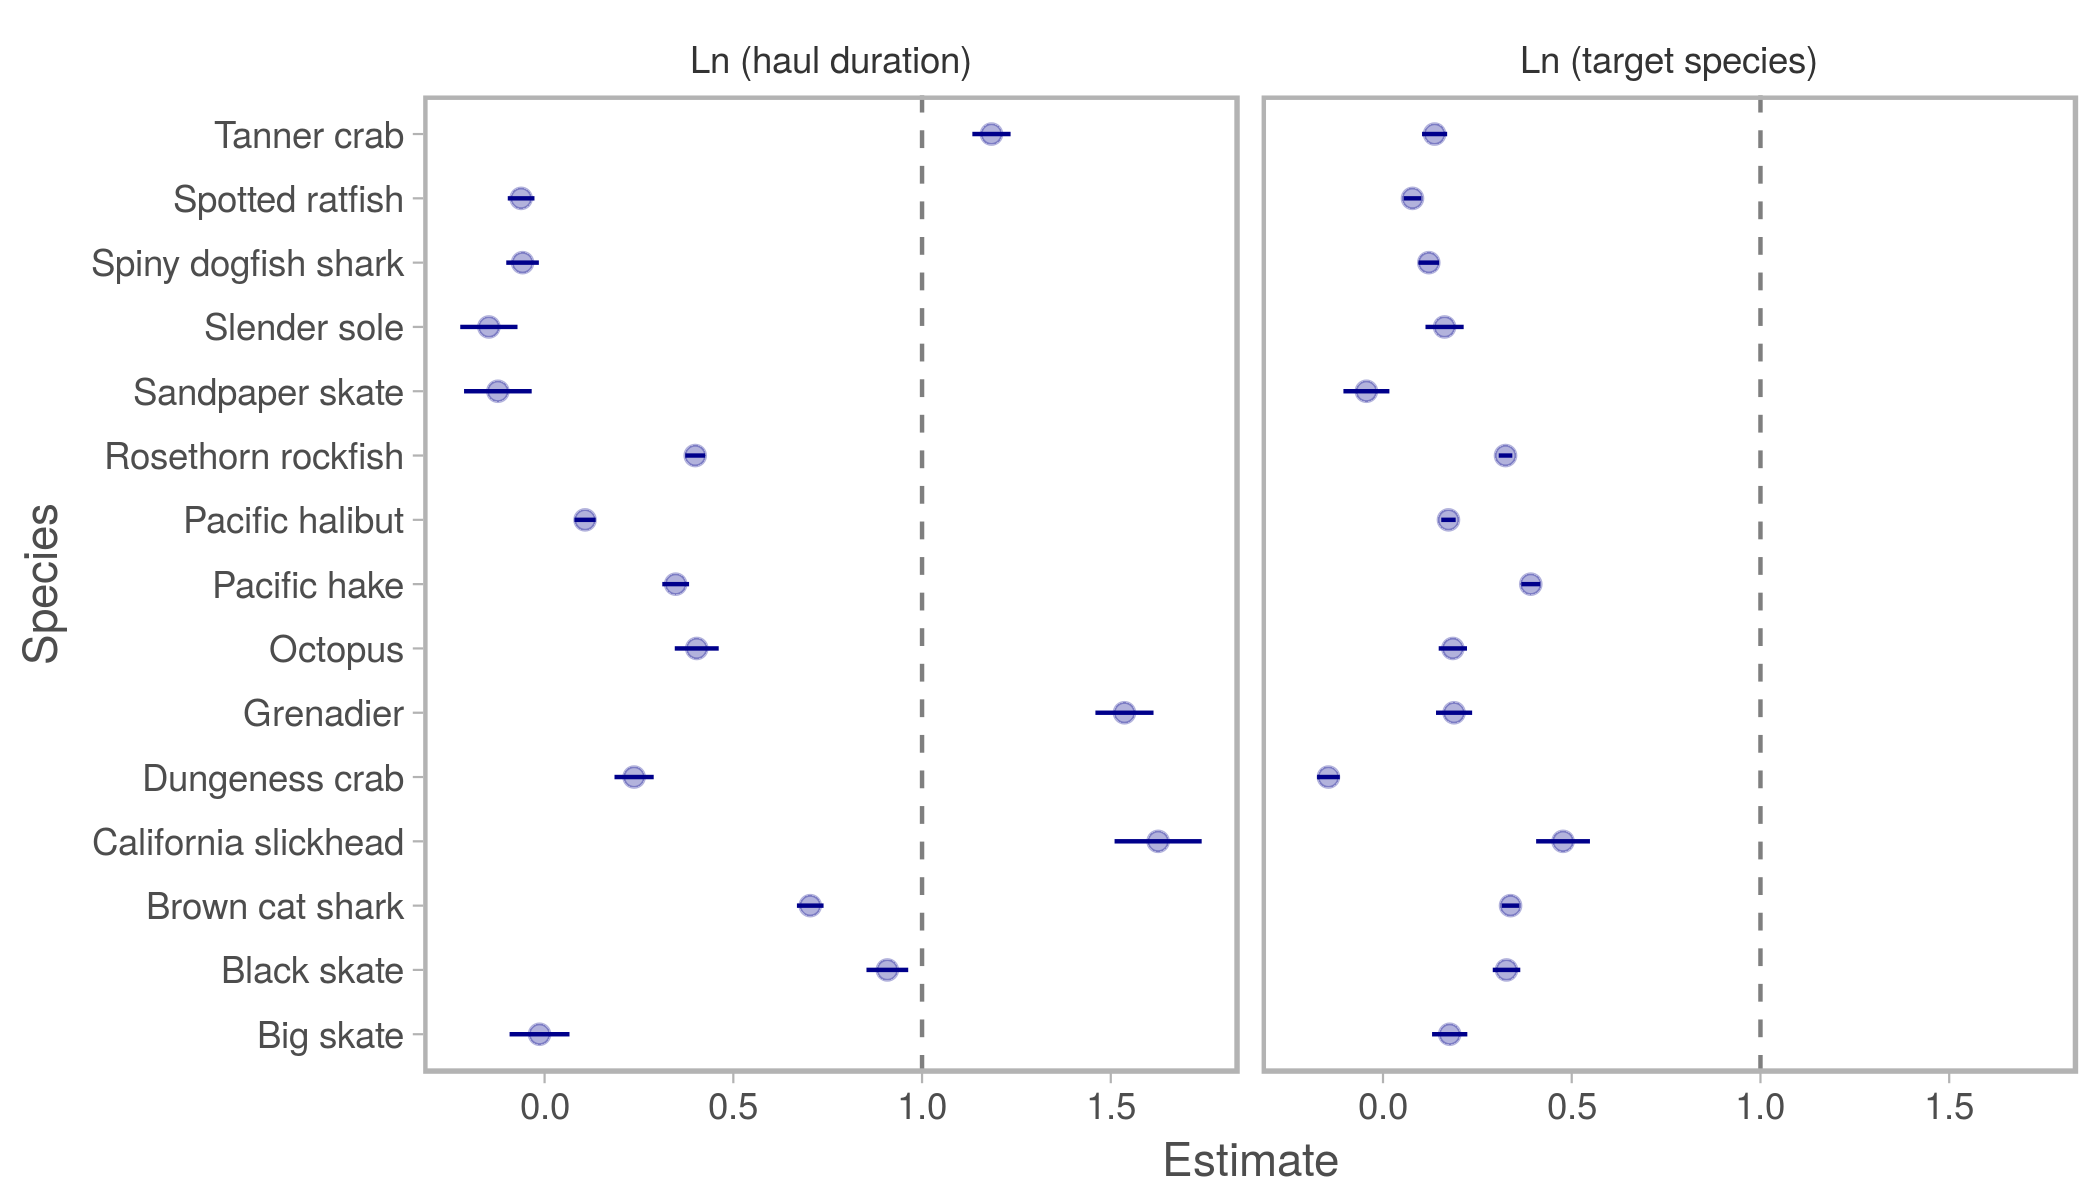 Ln (haul duration)
Ln (target species)
Species
Tanner crab
Spotted ratfish
Spiny dogfish shark
Slender sole
Sandpaper skate
Rosethorn rockfish
Pacific halibut
Pacific hake
Octopus
Grenadier
Dungeness crab
California slickhead
Brown cat shark
Black skate
Big skate
0.0 0.5 1.0 1.5
0.0 0.5 1.0 1.5
Estimate